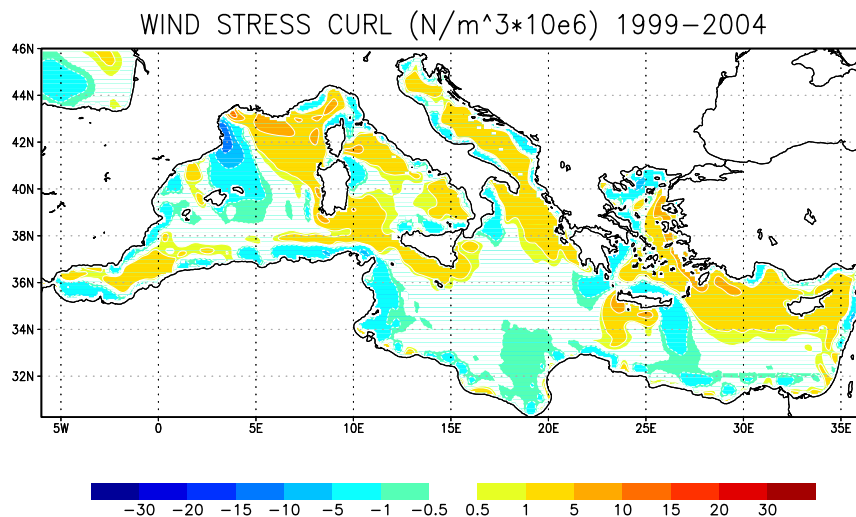 WIND STRESS CURL (N/m^3*10e6) 1999-2004
46N
44N
42N
40N
38N
36N
34N
32N
5W 0 5E 10E 15E 20E 25E 30E 35E
-30 -20 -15 -10 -5 -1 -0.5 0.5 1 5 10 15 20 30